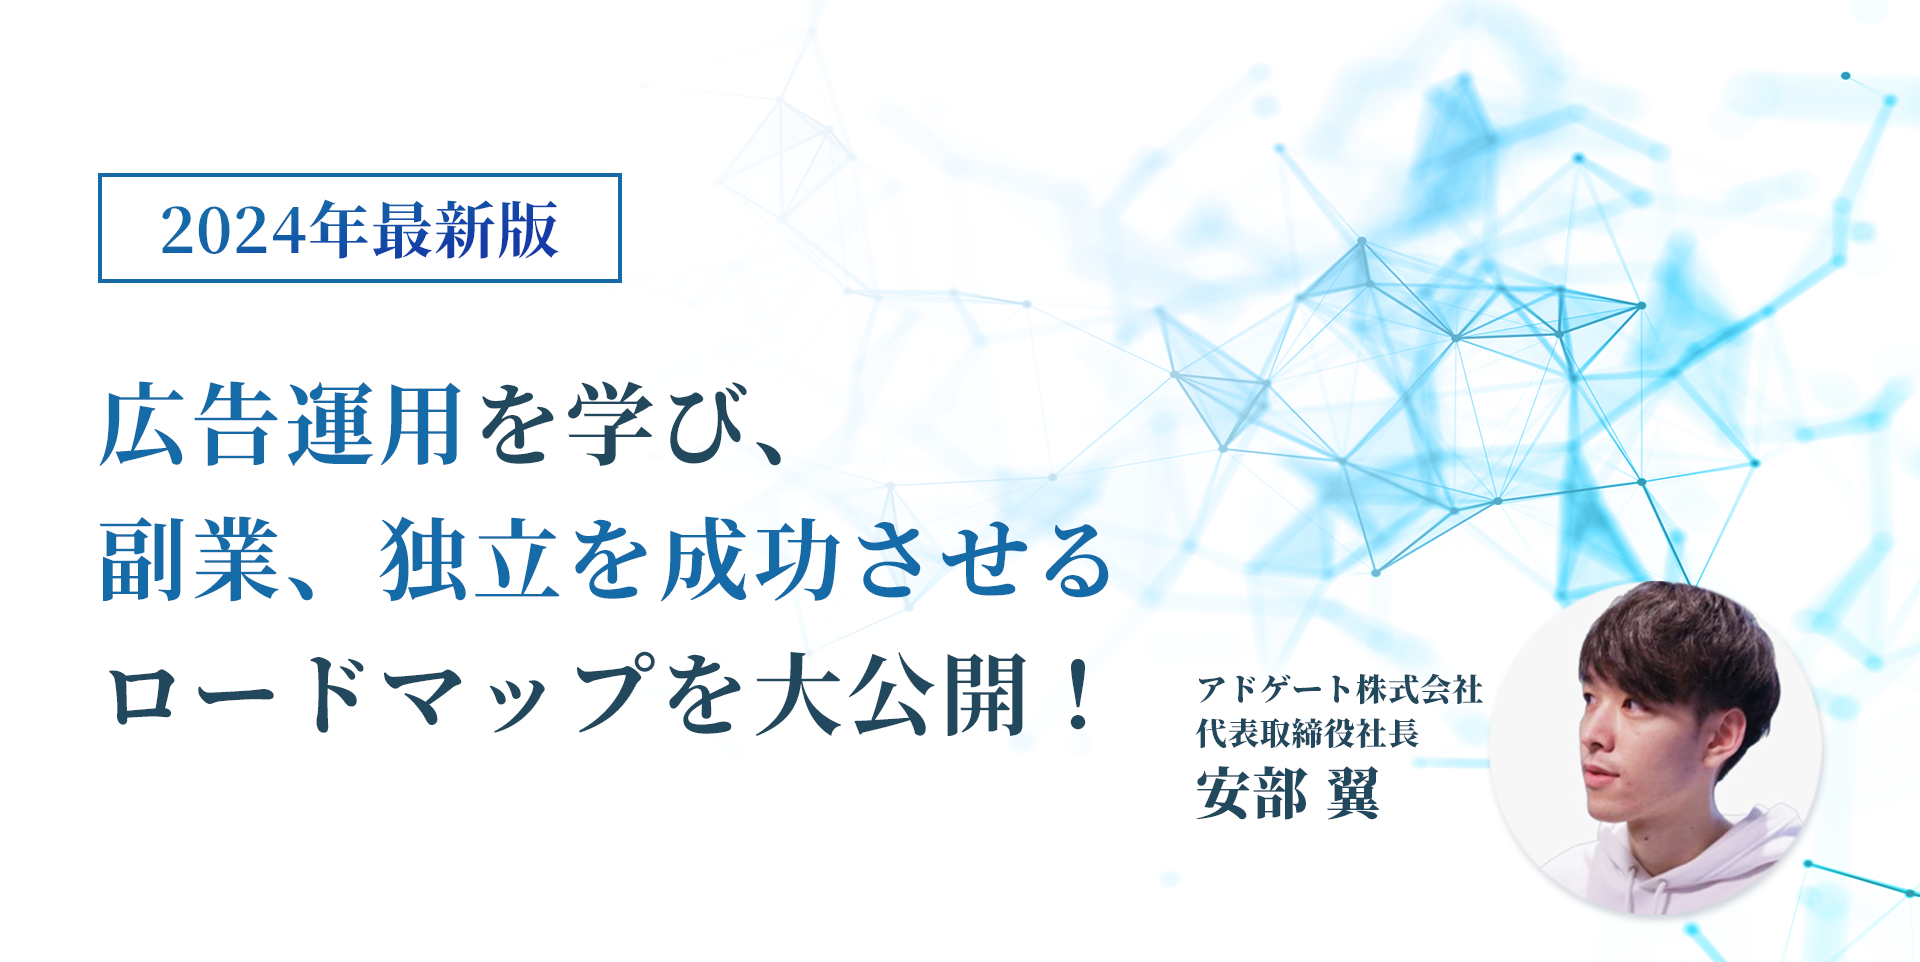 2024年最新版
広告運用を学び、
副業、独立を成功させる
ロードマップを大公開！
アドゲート株式会社
代表取締役社長
安部 翼